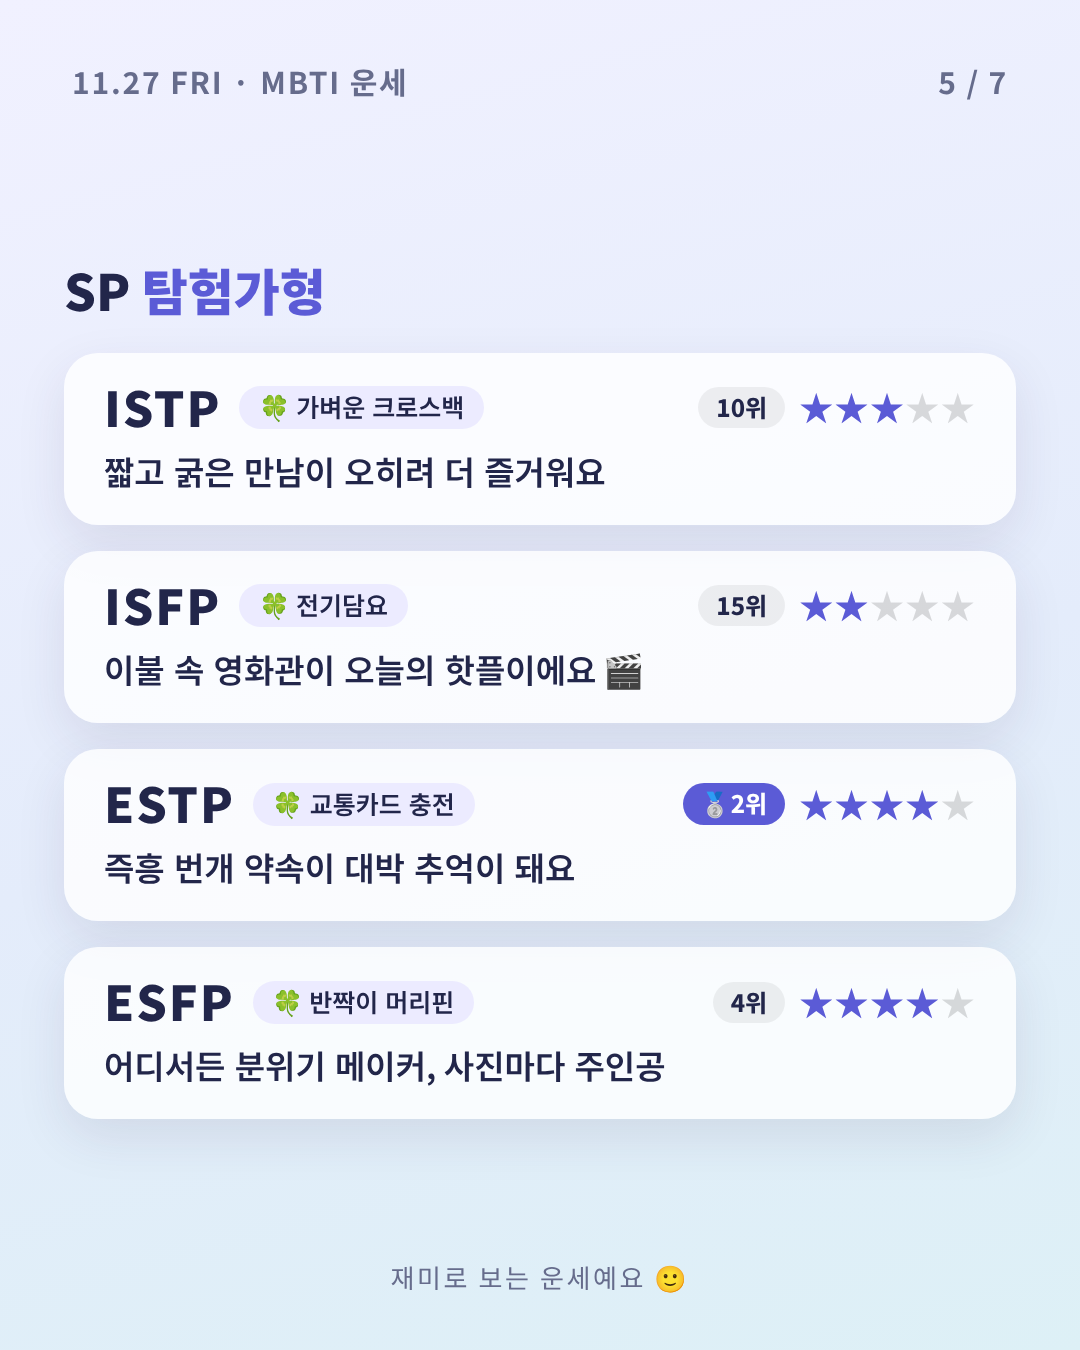 11.27 FRI · MBTI 운세
5 / 7
SP 탐험가형
ISTP 🍀 가벼운 크로스백 10위 ★★★★★
짧고 굵은 만남이 오히려 더 즐거워요
ISFP 🍀 전기담요 15위 ★★★★★
이불 속 영화관이 오늘의 핫플이에요 🎬
ESTP 🍀 교통카드 충전 🥈 2위 ★★★★★
즉흥 번개 약속이 대박 추억이 돼요
ESFP 🍀 반짝이 머리핀 4위 ★★★★★
어디서든 분위기 메이커, 사진마다 주인공
재미로 보는 운세예요 🙂